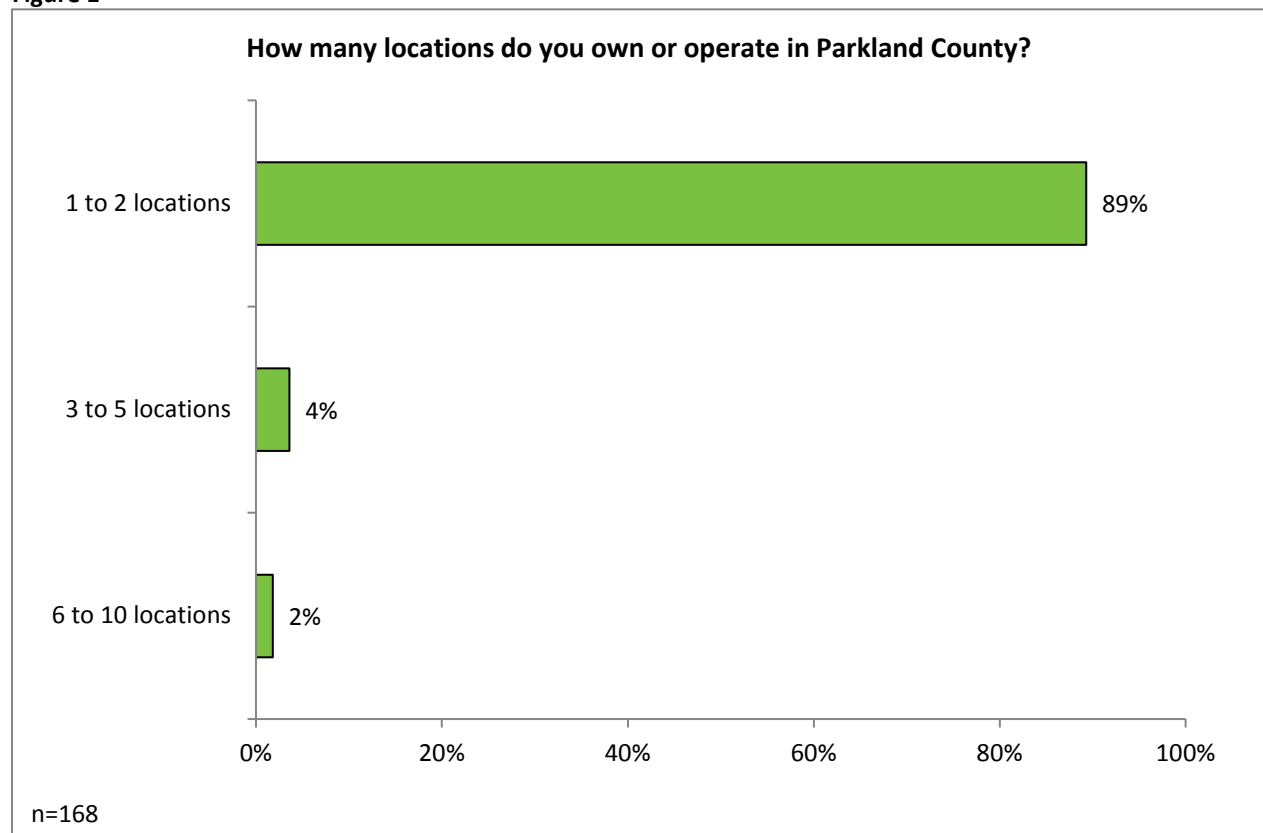 How many locations do you own or operate in Parkland County?
1 to 2 locations
89%
3 to 5 locations
4%
6 to 10 locations
2%
0%
20%
40%
60%
80%
100%
n=168